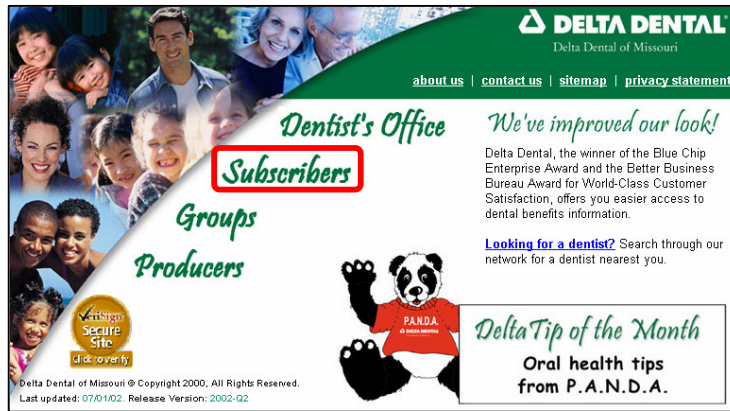 DELTA DENTAL
Delta Dental of Missouri
about us | contact us | sitemap | privacy statement
Dentist's Office
Subscribers
Groups
Producers
We've improved our look!
Delta Dental, the winner of the Blue Chip
Enterprise Award and the Better Business
Bureau Award for World-Class Customer
Satisfaction, offers you easier access to
dental benefits information.
Looking for a dentist? Search through our
network for a dentist nearest you.
P.A.N.D.A.
DELTA DENTAL
VeriSign
Secure
Site
Click to verify
Delta Tip of the Month
Oral health tips
from P.A.N.D.A.
Delta Dental of Missouri © Copyright 2000, All Rights Reserved.
Last updated: 07/01/02. Release Version: 2002-Q2